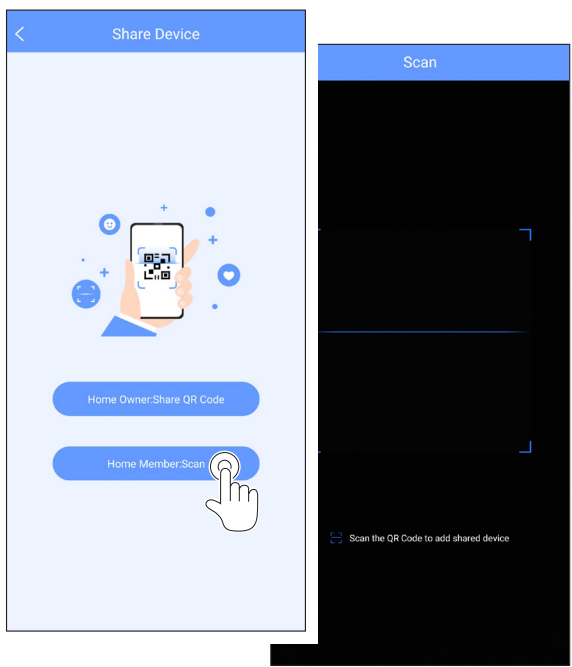 Share Device
Home Owner:Share QR Code
Home Member:Scan
Scan
Scan the QR Code to add shared device